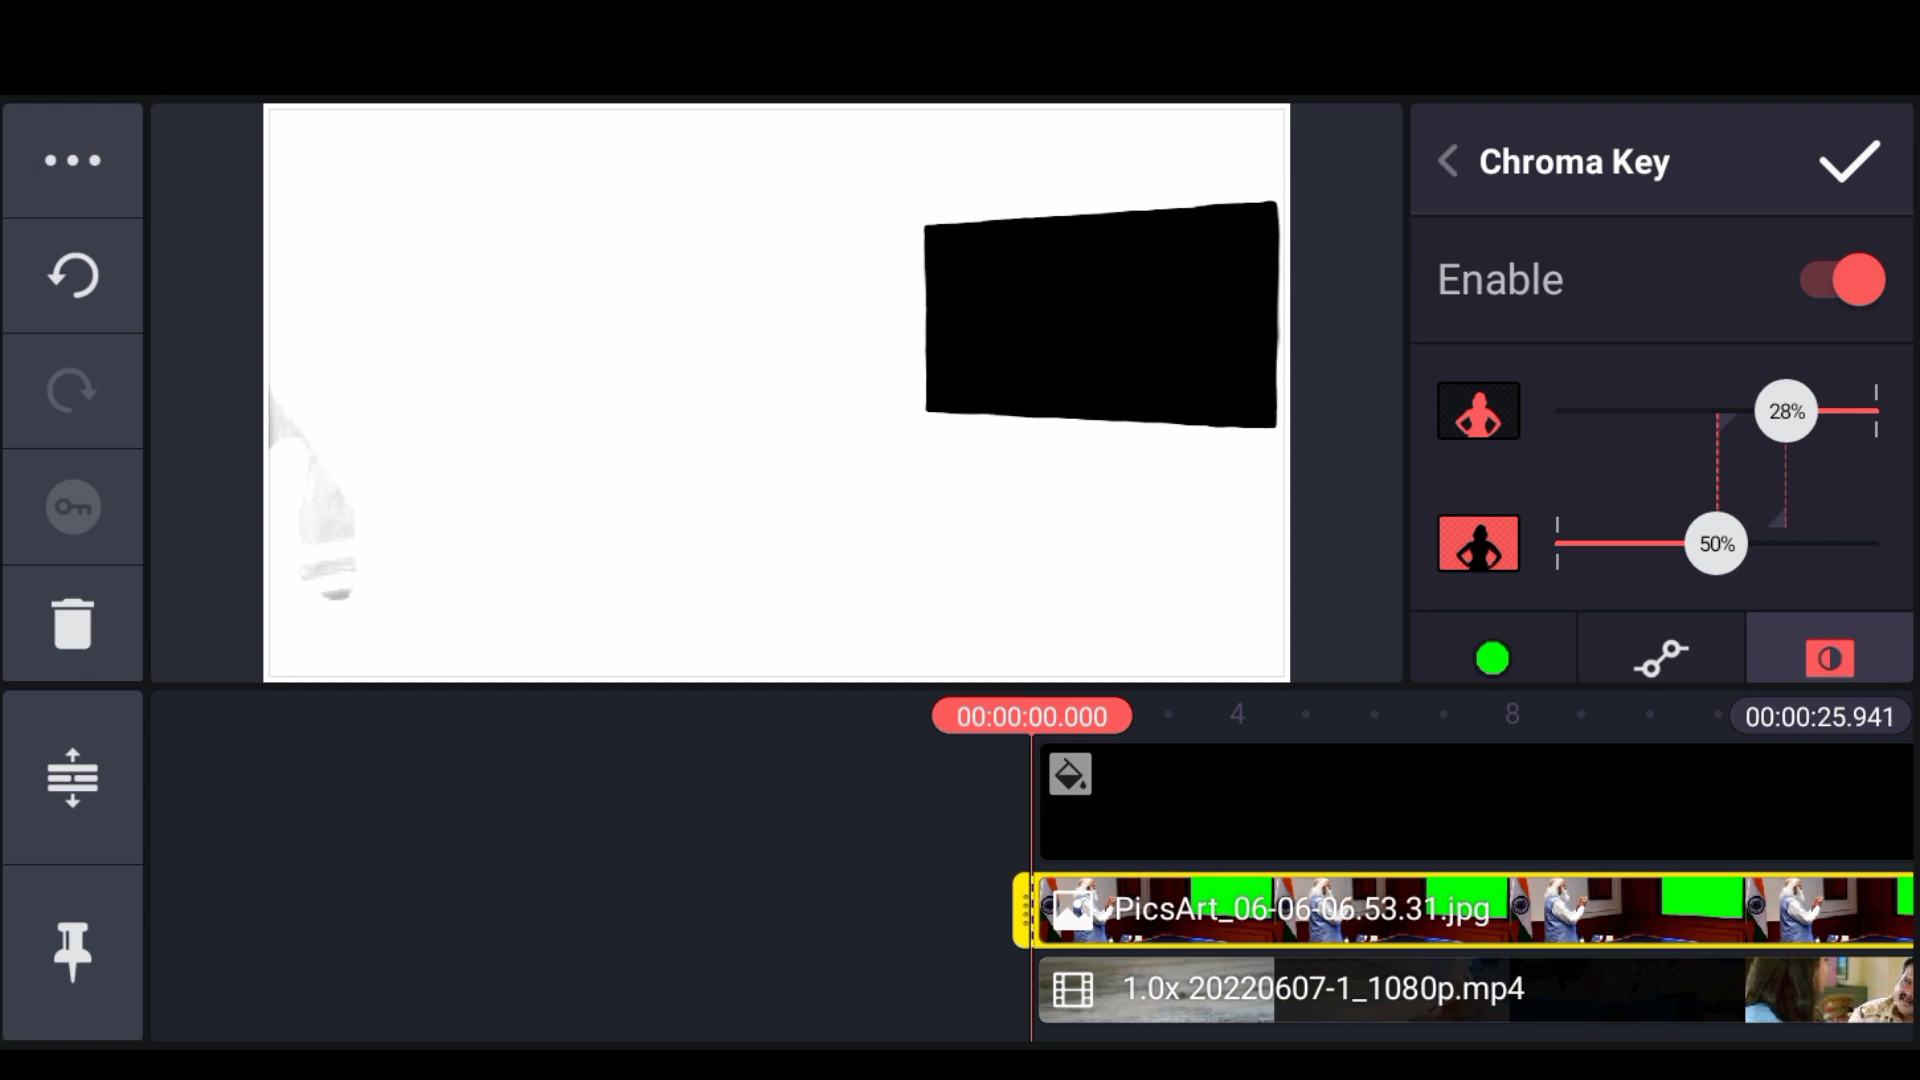 Chroma Key
Enable
28%
50%
00:00:00.000
4
8
00:00:25.941
PicsArt_06-06-06.53.31.jpg
1.0x 20220607-1_1080p.mp4